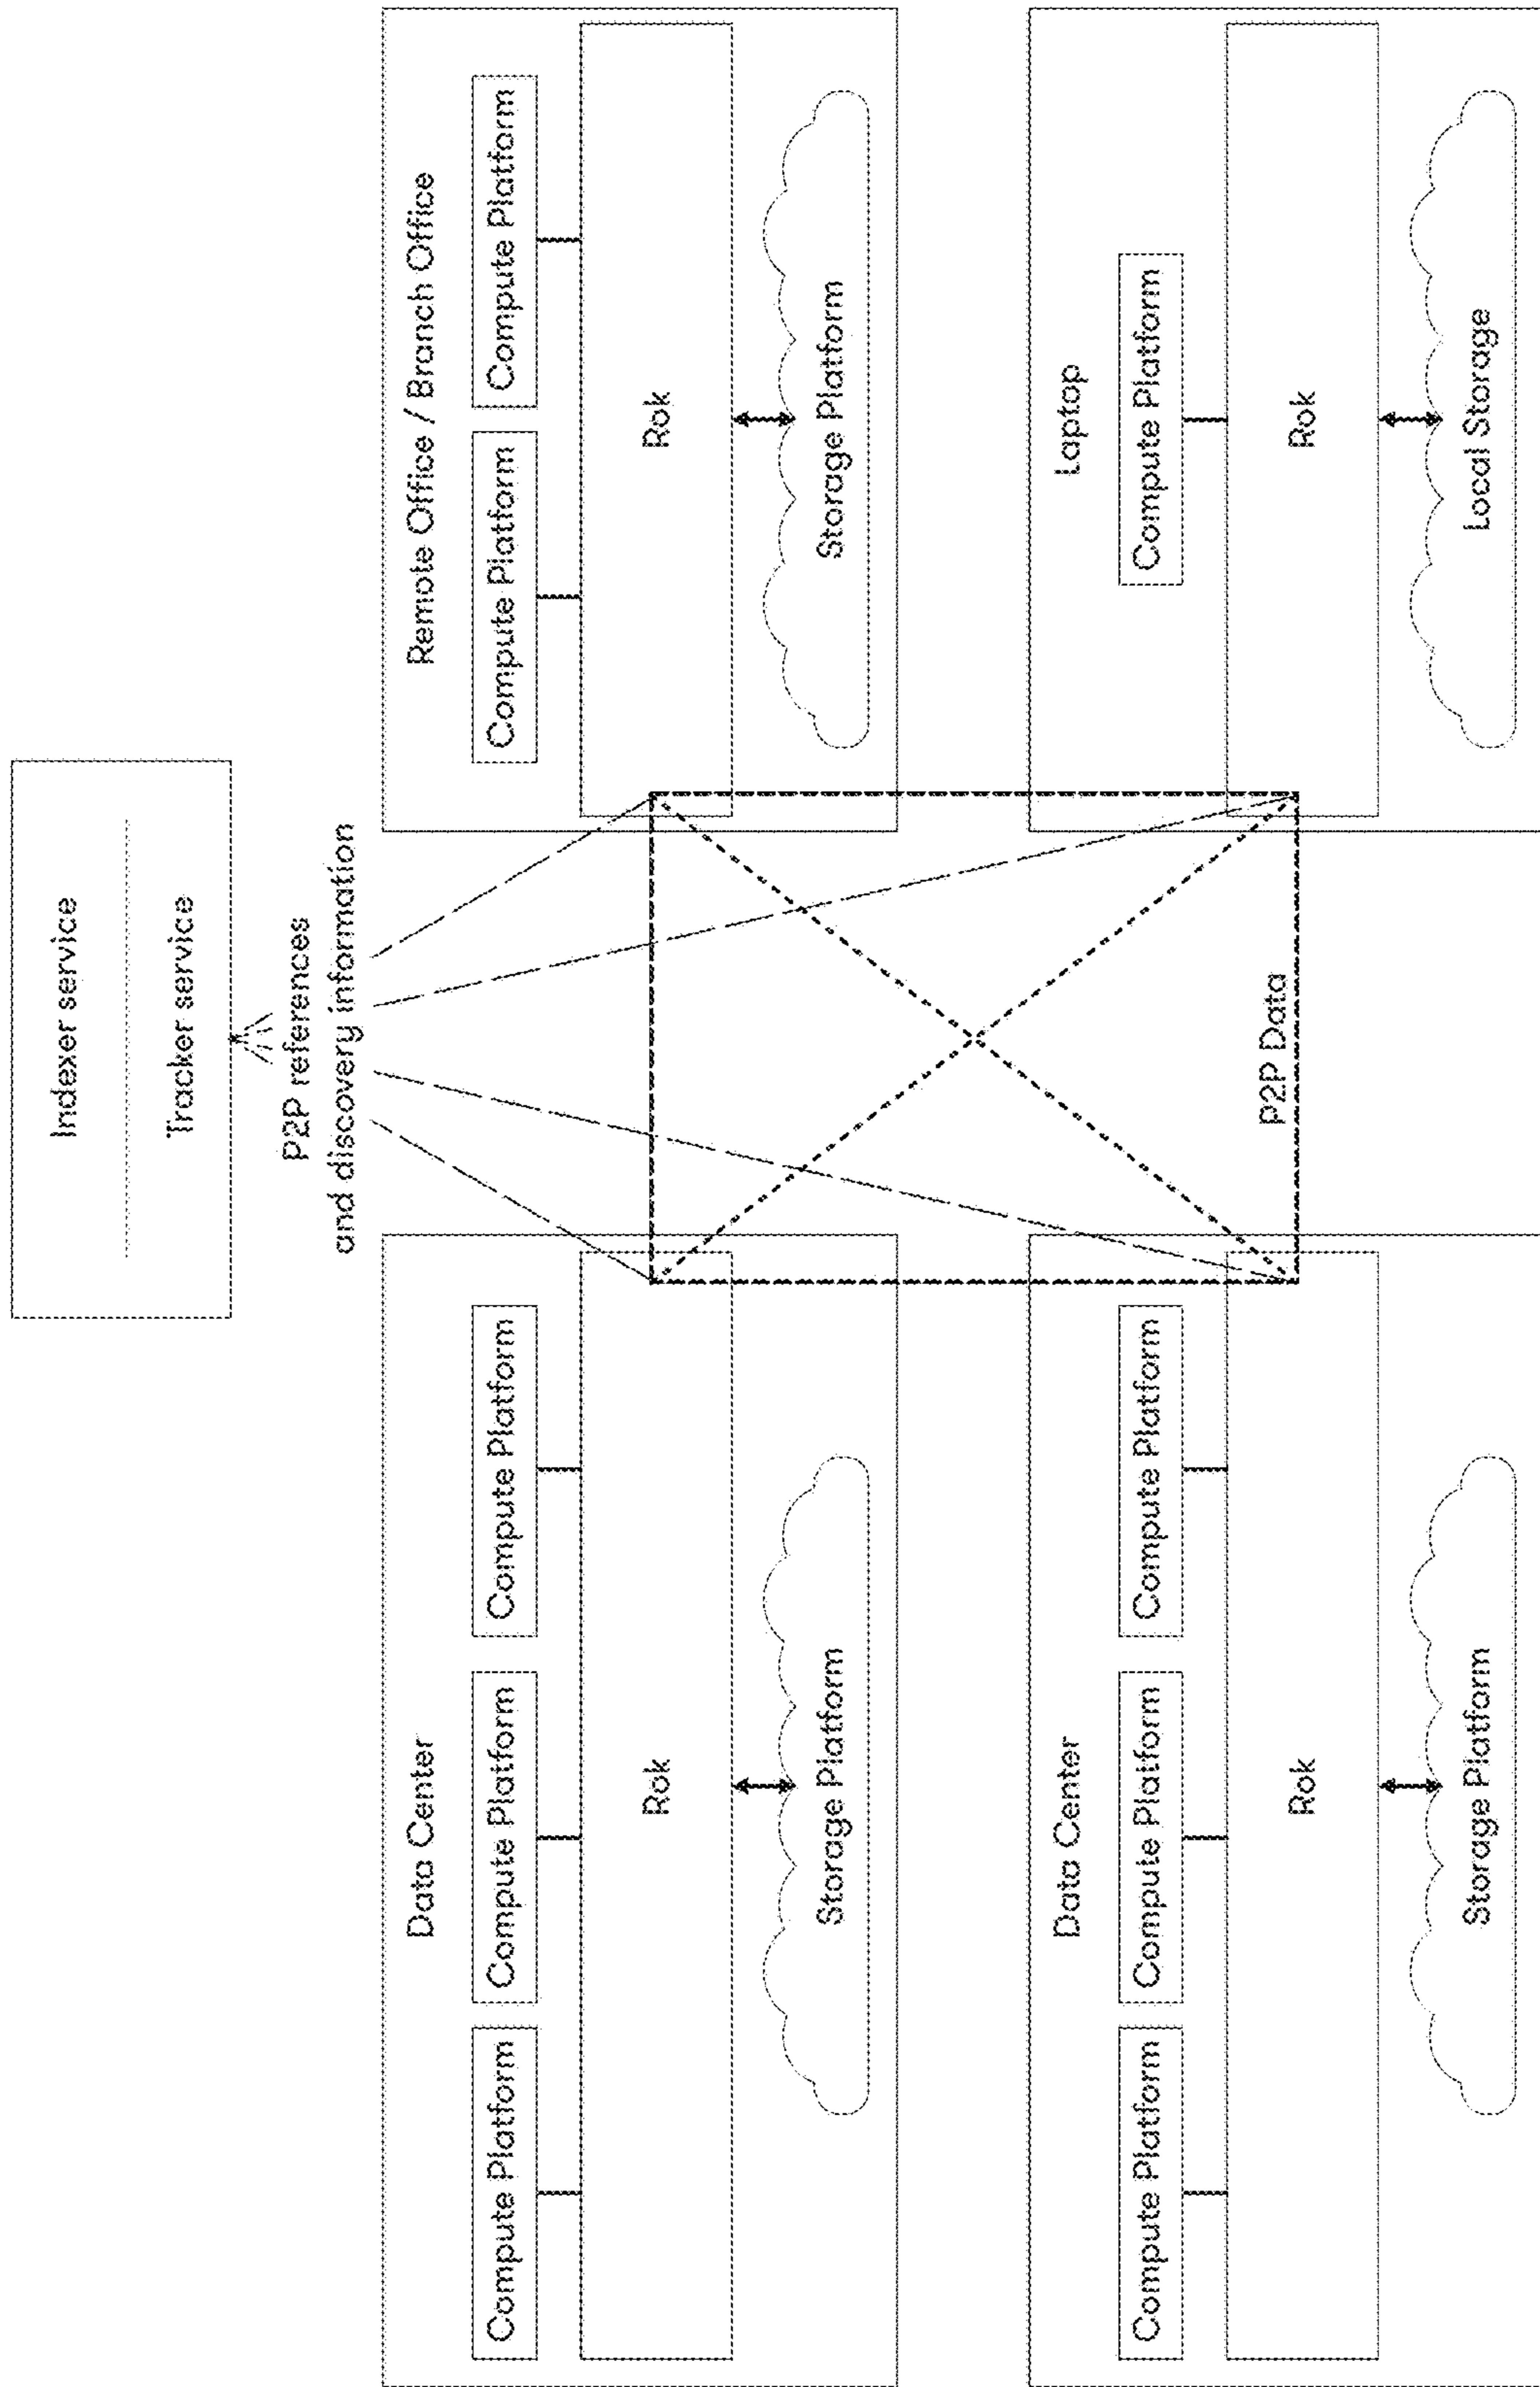 Indexer service
Tracker service
P2P references
and discovery information
Data Center
Compute Platform
Compute Platform
Compute Platform
Rok
Storage Platform
Remote Office / Branch Office
Compute Platform
Compute Platform
Rok
Storage Platform
P2P Data
Data Center
Compute Platform
Compute Platform
Compute Platform
Rok
Storage Platform
Laptop
Compute Platform
Rok
Local Storage